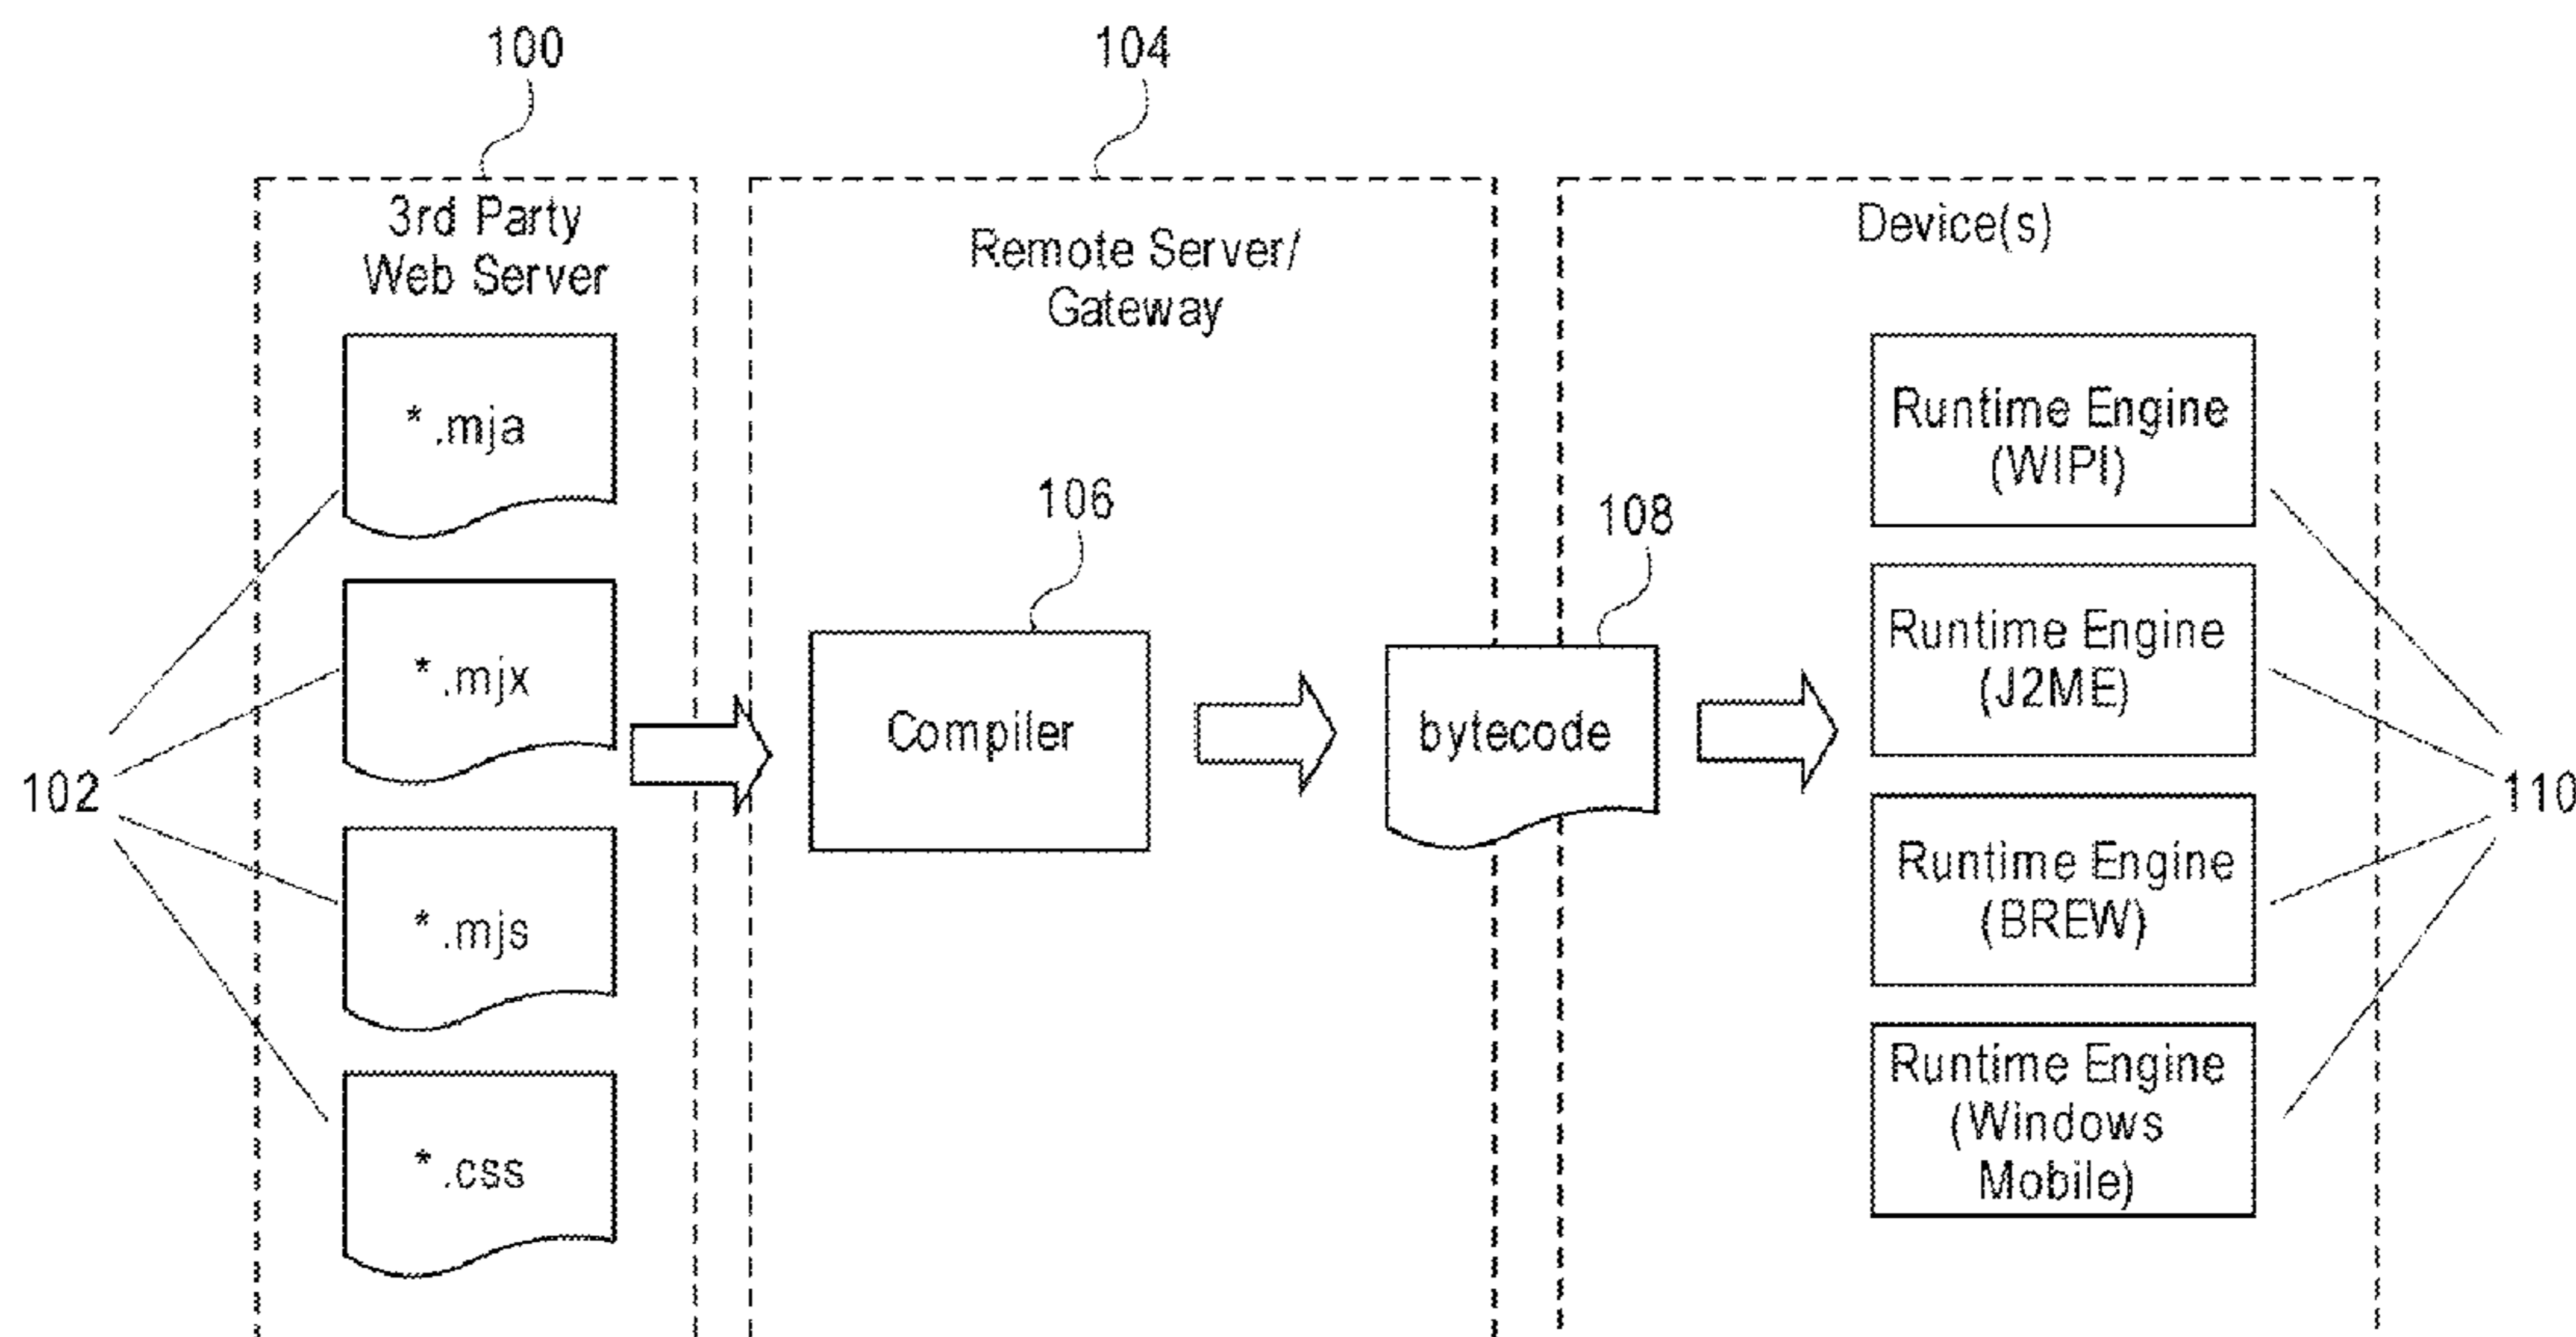 100
104
3rd Party
Web Server
Remote Server/
Gateway
Device(s)
*.mja
*.mjx
*.mjs
*.css
102
106
Compiler
108
bytecode
Runtime Engine
(WIPI)
Runtime Engine
(J2ME)
Runtime Engine
(BREW)
Runtime Engine
(Windows
Mobile)
110